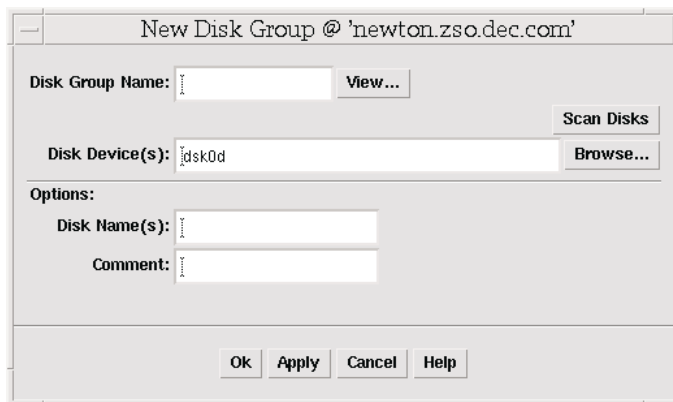 New Disk Group @ 'newton.zso.dec.com'
Disk Group Name: View...
Scan Disks
Disk Device(s): dsk0d Browse...
Options:
Disk Name(s):
Comment:
Ok Apply Cancel Help